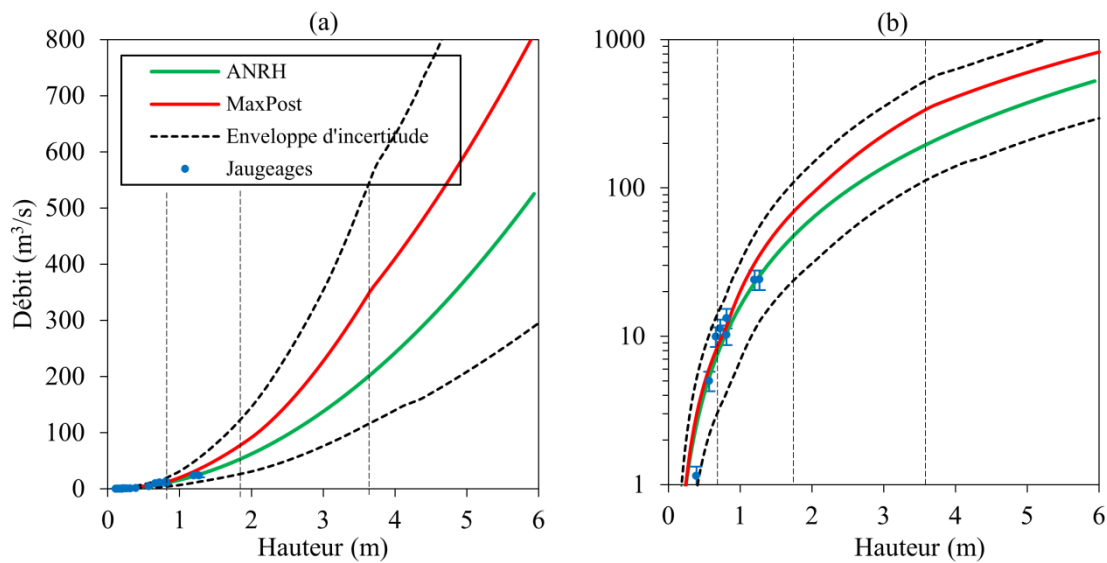 (a)
800
700
600
500
400
300
200
100
0
Débit (m³/s)
ANRH
MaxPost
Enveloppe d'incertitude
Jaugeages
0 1 2 3 4 5 6
Hauteur (m)
(b)
1000
100
10
1
0 1 2 3 4 5 6
Hauteur (m)